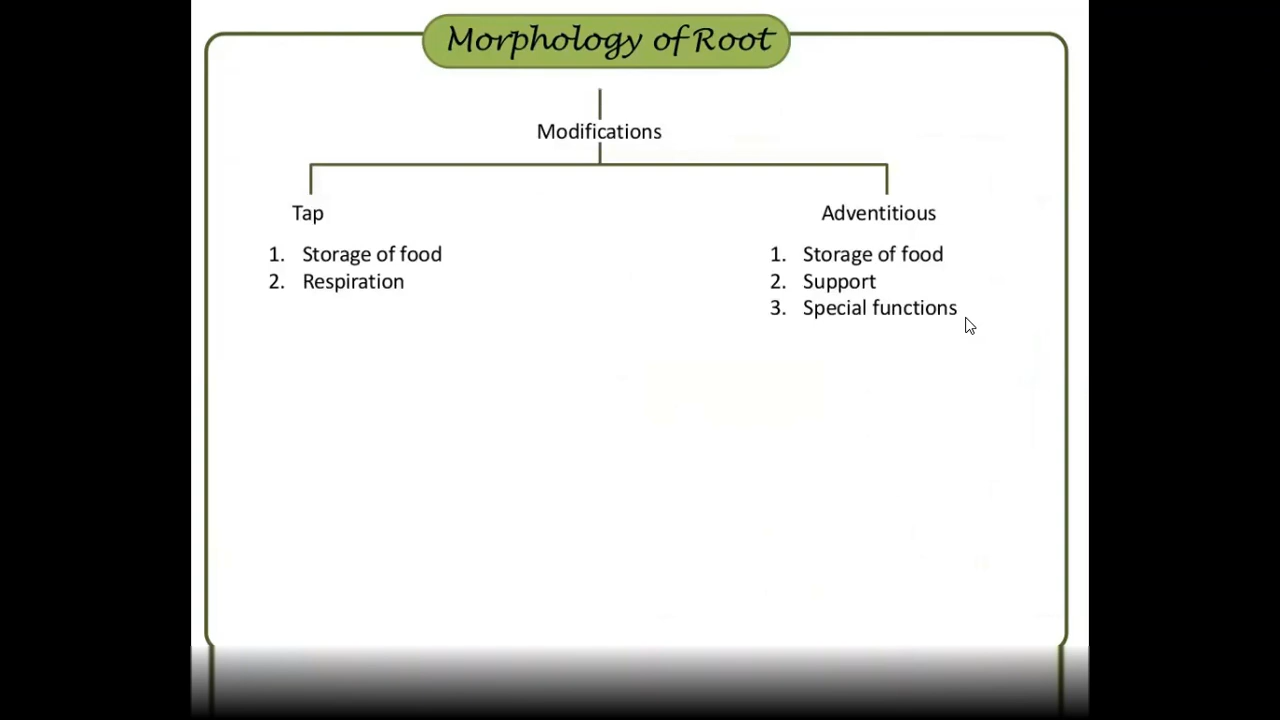 Morphology of Root
Modifications
Tap
1. Storage of food
2. Respiration
Adventitious
1. Storage of food
2. Support
3. Special functions